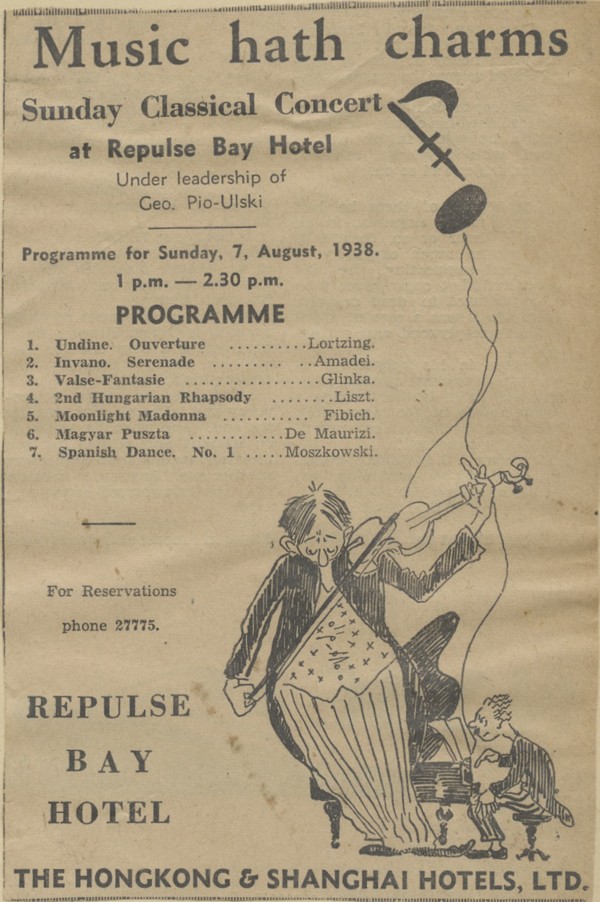 Music hath charms
Sunday Classical Concert
at Repulse Bay Hotel
Under leadership of
Geo. Pio-Ulski
Programme for Sunday, 7, August, 1938.
1 p.m. — 2.30 p.m.
PROGRAMME
1. Undine. Ouverture ..........Lortzing.
2. Invano. Serenade ......... ..Amadei.
3. Valse-Fantasie .................Glinka.
4. 2nd Hungarian Rhapsody ........Liszt.
5. Moonlight Madonna ........... Fibich.
6. Magyar Puszta ............De Maurizi.
7. Spanish Dance. No. 1 .....Moszkowski.
For Reservations
phone 27775.
REPULSE
BAY
HOTEL
THE HONGKONG & SHANGHAI HOTELS, LTD.